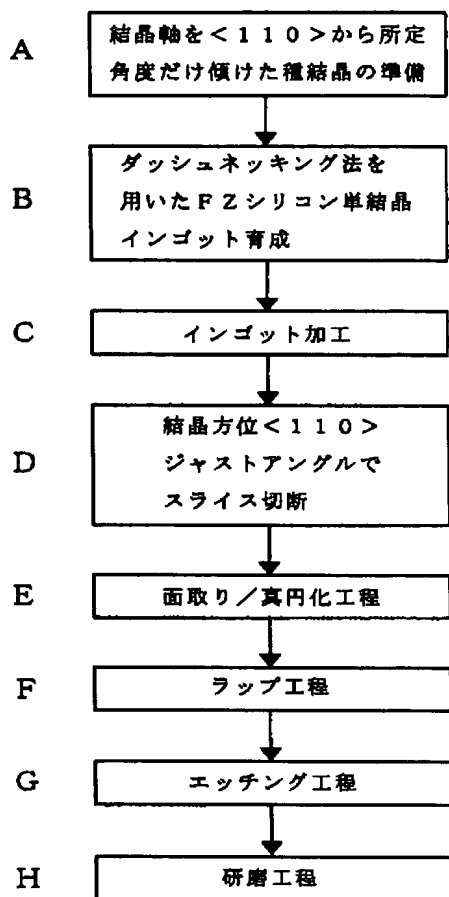 A
結晶軸を<110>から所定
角度だけ傾けた種結晶の準備
B
ダッシュネッキング法を
用いたFZシリコン単結晶
インゴット育成
C
インゴット加工
D
結晶方位<110>
ジャストアングルで
スライス切断
E
面取り/真円化工程
F
ラップ工程
G
エッチング工程
H
研磨工程